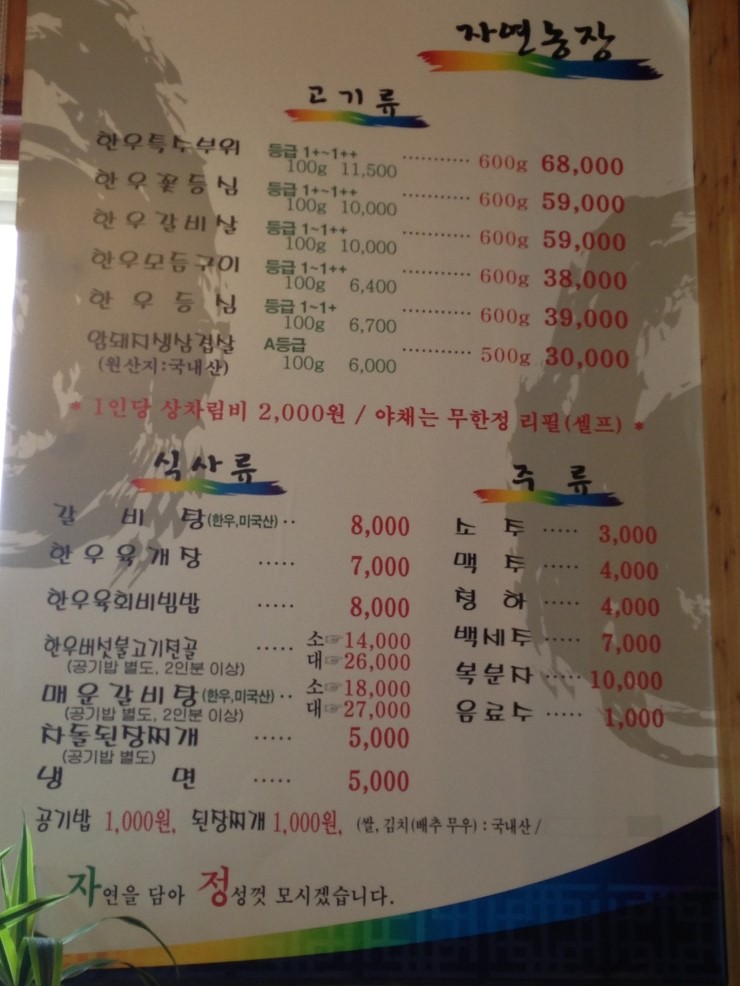 자연농장
고기류
한우특수부위 등급 1+~1++ 100g 11,500 ··········· 600g 68,000
한우꽃등심 등급 1+~1++ 100g 10,000 ··········· 600g 59,000
한우갈비살 등급 1~1++ 100g 10,000 ··········· 600g 59,000
한우모듬구이 등급 1~1++ 100g 6,400 ··········· 600g 38,000
한우등심 등급 1~1+ 100g 6,700 ··········· 600g 39,000
암돼지생삼겹살 A등급 100g 6,000 ··········· 500g 30,000
(원산지:국내산)
* 1인당 상차림비 2,000원 / 야채는 무한정 리필(셀프) *
식사류
갈비탕(한우,미국산) ·· 8,000
한우육개장 ····· 7,000
한우육회비빔밥 ····· 8,000
한우버섯불고기전골 ····· 소☞14,000
(공기밥 별도, 2인분 이상) 대☞26,000
매운갈비탕(한우,미국산) ·· 소☞18,000
(공기밥 별도, 2인분 이상) 대☞27,000
차돌된장찌개 ····· 5,000
(공기밥 별도)
냉면 ····· 5,000
주류
소주 ····· 3,000
맥주 ····· 4,000
청하 ····· 4,000
백세주 ····· 7,000
복분자 ····· 10,000
음료수 ····· 1,000
공기밥 1,000원, 된장찌개 1,000원, (쌀, 김치(배추 무우) : 국내산 /
자연을 담아 정성껏 모시겠습니다.